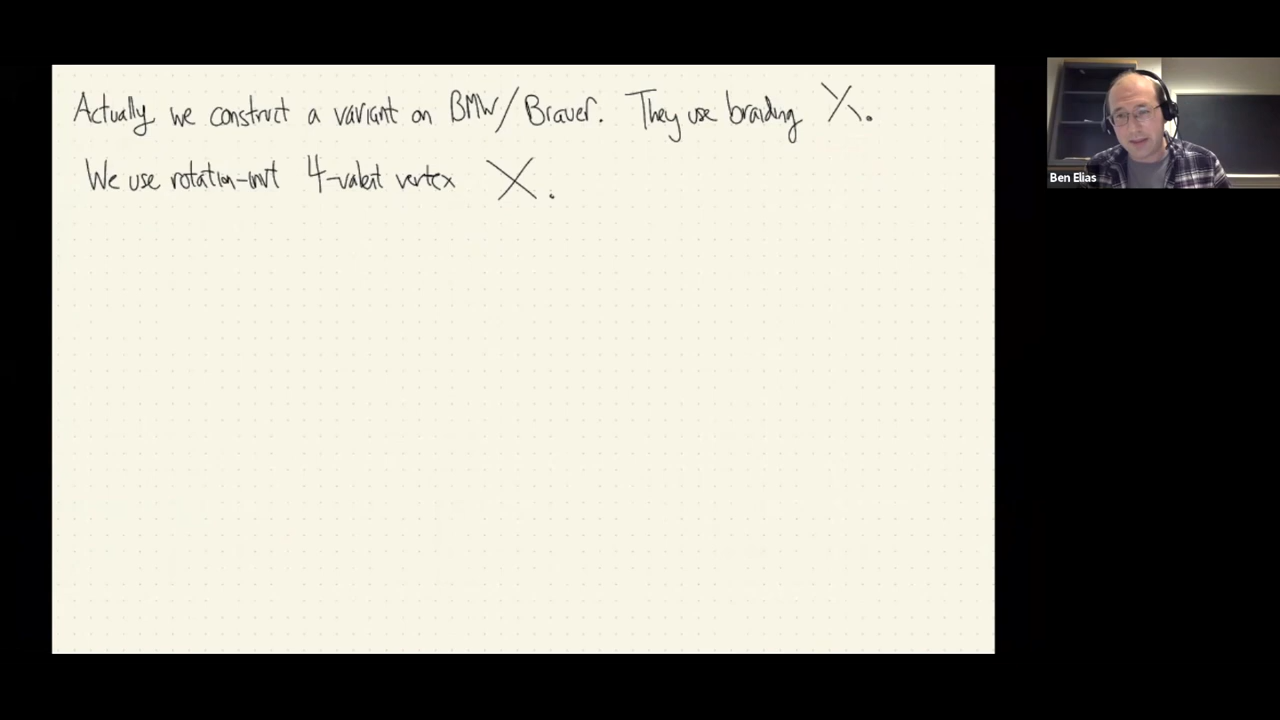 Actually we construct a variant on BMW/Brauer. They use braiding .
We use rotation-invt 4-valent vertex .
Ben Elias